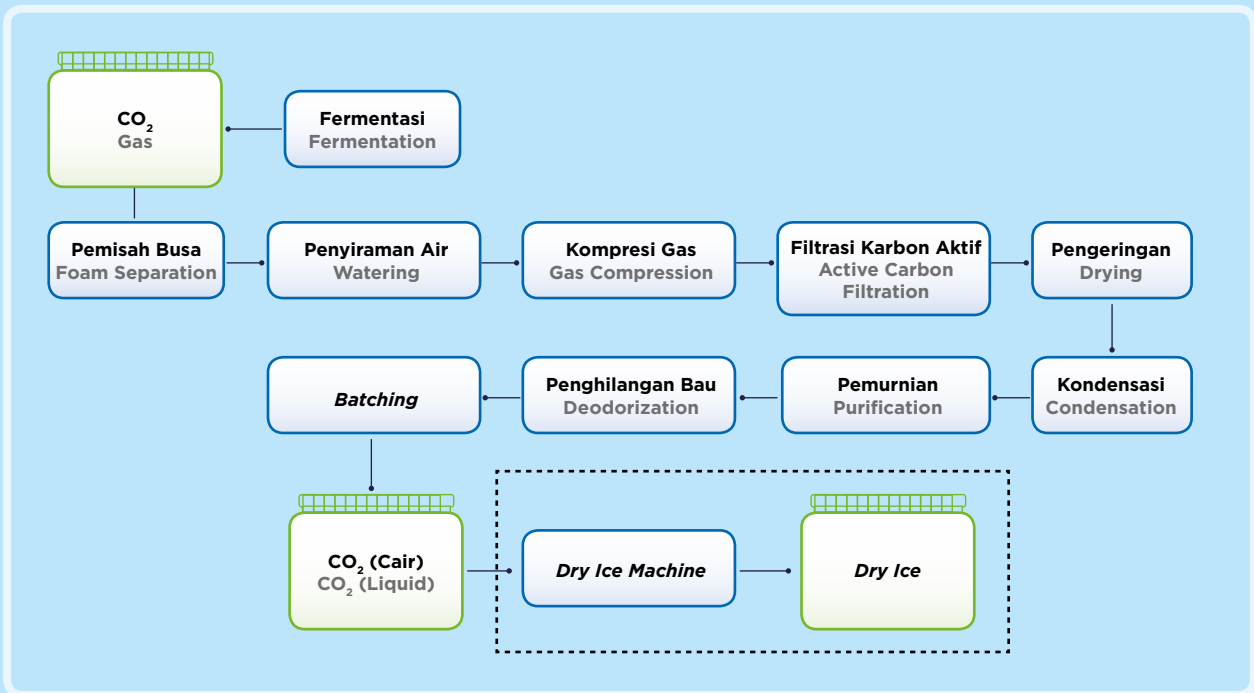 CO₂
Gas
Fermentasi
Fermentation
Pemisah Busa
Foam Separation
Penyiraman Air
Watering
Kompresi Gas
Gas Compression
Filtrasi Karbon Aktif
Active Carbon
Filtration
Pengeringan
Drying
Kondensasi
Condensation
Pemurnian
Purification
Penghilangan Bau
Deodorization
Batching
CO₂ (Cair)
CO₂ (Liquid)
Dry Ice Machine
Dry Ice